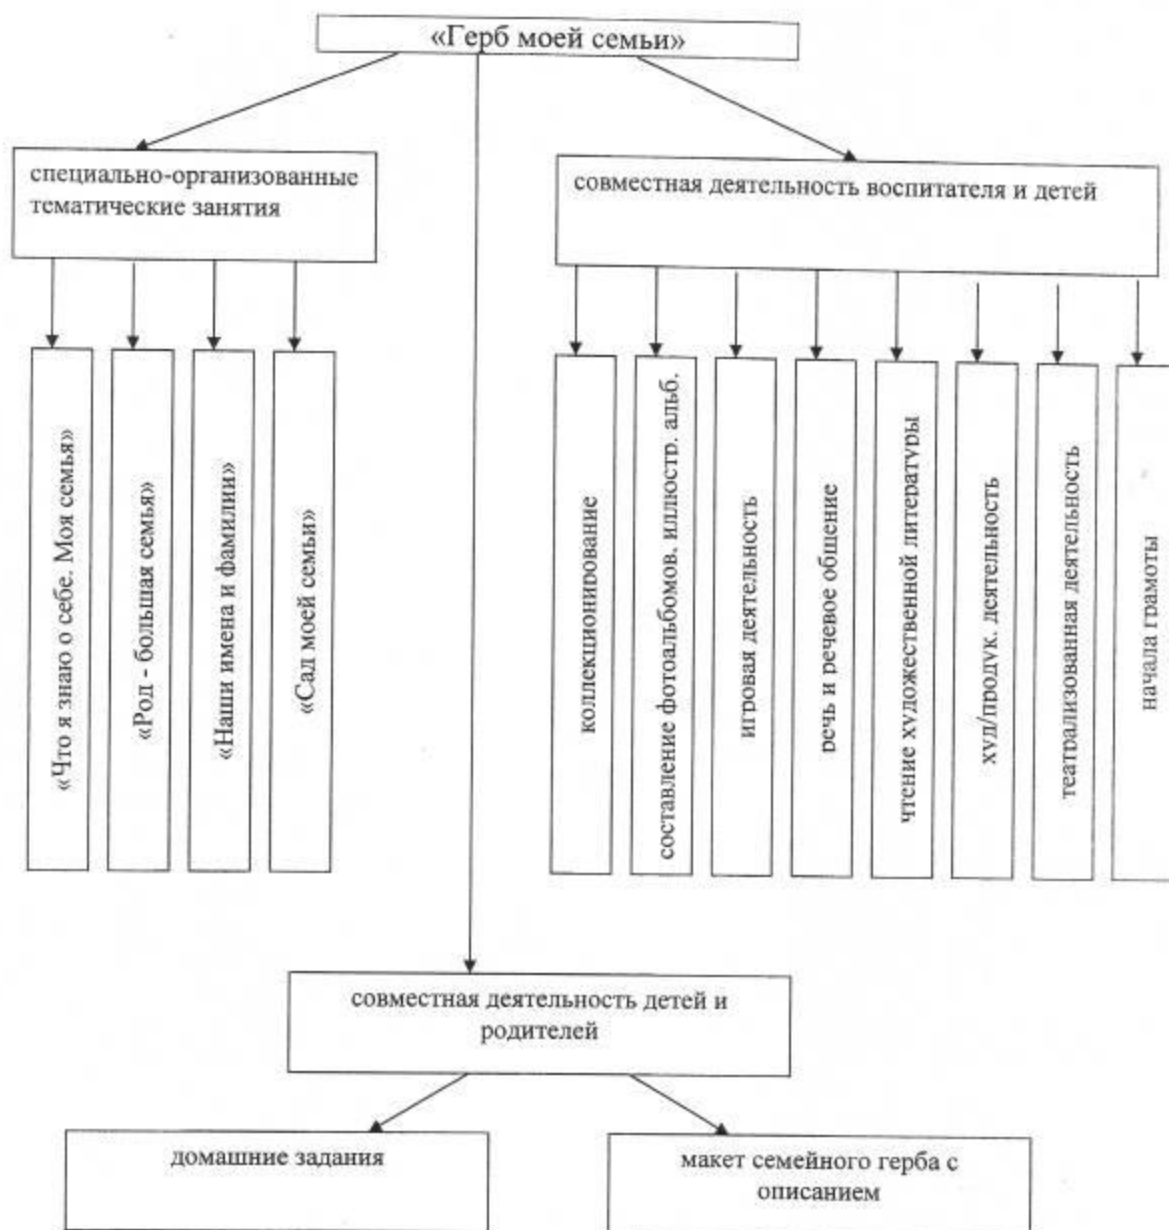 «Герб моей семьи»
специально-организованные
тематические занятия
совместная деятельность воспитателя и детей
«Что я знаю о себе. Моя семья»
«Род - большая семья»
«Наши имена и фамилии»
«Сад моей семьи»
коллекционирование
составление фотоальбомов, иллюстр. альб.
игровая деятельность
речь и речевое общение
чтение художественной литературы
худ/продук. деятельность
театрализованная деятельность
начала грамоты
совместная деятельность детей и
родителей
домашние задания
макет семейного герба с
описанием